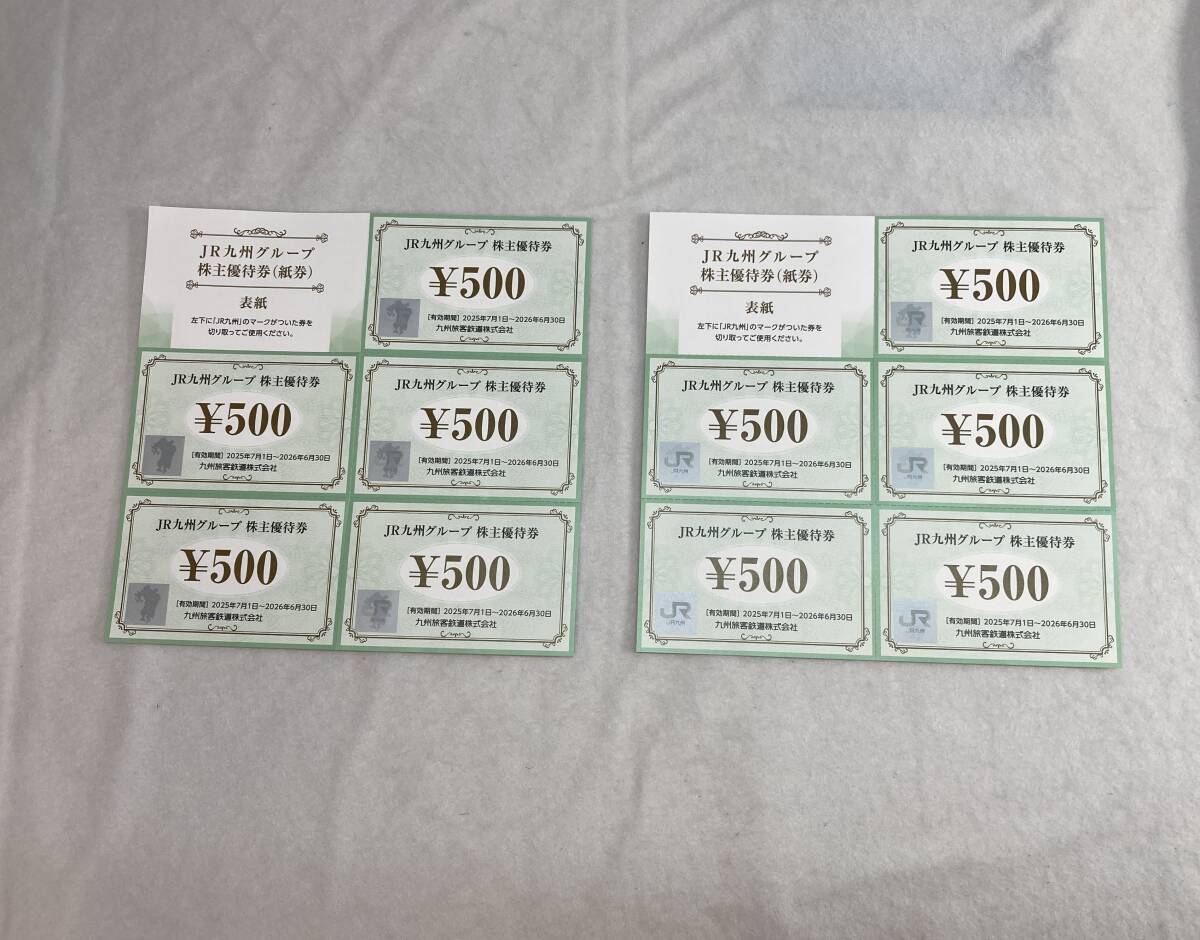 JR九州グループ
株主優待券(紙券)
表紙
左下に「JR九州」のマークがついた券を
切り取ってご使用ください。
JR九州グループ 株主優待券
¥500
[有効期間] 2025年7月1日~2026年6月30日
九州旅客鉄道株式会社
JR九州グループ 株主優待券
¥500
[有効期間] 2025年7月1日~2026年6月30日
九州旅客鉄道株式会社
JR九州グループ 株主優待券
¥500
[有効期間] 2025年7月1日~2026年6月30日
九州旅客鉄道株式会社
JR九州グループ 株主優待券
¥500
[有効期間] 2025年7月1日~2026年6月30日
九州旅客鉄道株式会社
JR九州グループ 株主優待券
¥500
[有効期間] 2025年7月1日~2026年6月30日
九州旅客鉄道株式会社
JR九州グループ
株主優待券(紙券)
表紙
左下に「JR九州」のマークがついた券を
切り取ってご使用ください。
JR九州グループ 株主優待券
¥500
[有効期間] 2025年7月1日~2026年6月30日
九州旅客鉄道株式会社
JR
JR九州グループ 株主優待券
¥500
[有効期間] 2025年7月1日~2026年6月30日
九州旅客鉄道株式会社
JR
JR九州
JR九州グループ 株主優待券
¥500
[有効期間] 2025年7月1日~2026年6月30日
九州旅客鉄道株式会社
JR
JR九州
JR九州グループ 株主優待券
¥500
[有効期間] 2025年7月1日~2026年6月30日
九州旅客鉄道株式会社
JR
JR九州
JR九州グループ 株主優待券
¥500
[有効期間] 2025年7月1日~2026年6月30日
九州旅客鉄道株式会社
JR
JR九州